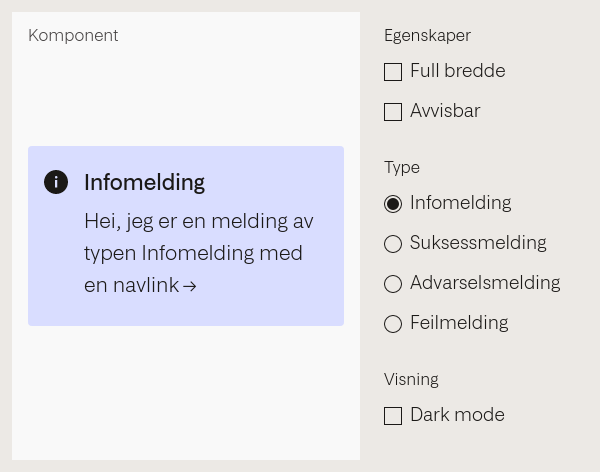 Komponent
Infomelding
Hei, jeg er en melding av
typen Infomelding med
en navlink →
Egenskaper
Full bredde
Avvisbar
Type
Infomelding
Suksessmelding
Advarselsmelding
Feilmelding
Visning
Dark mode